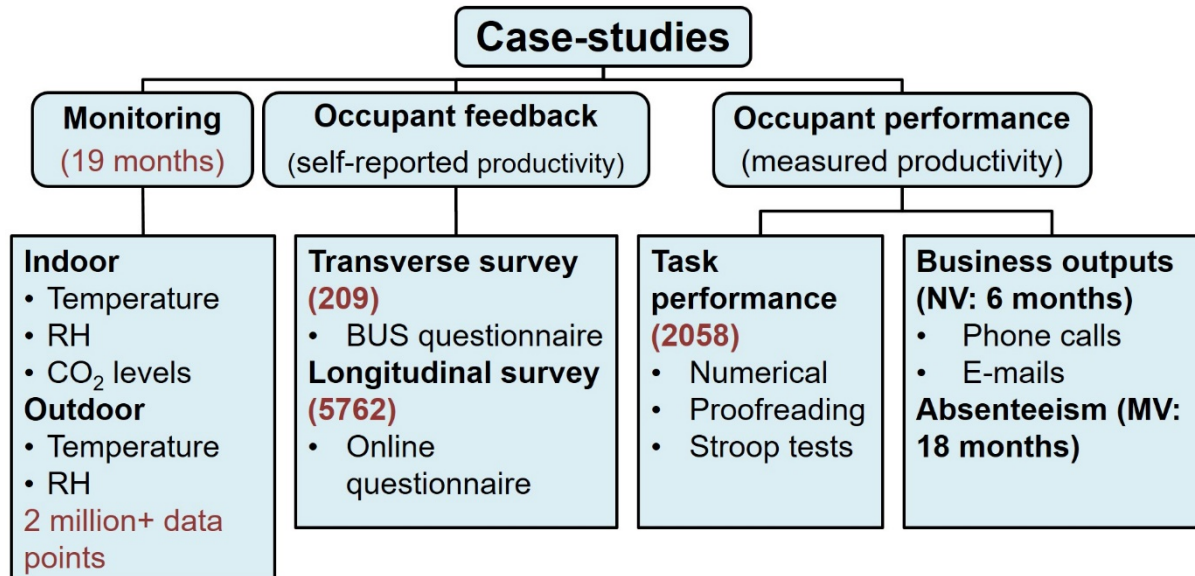 Case-studies
Monitoring
(19 months)
Occupant feedback
(self-reported productivity)
Occupant performance
(measured productivity)
Indoor
• Temperature
• RH
• CO₂ levels
Outdoor
• Temperature
• RH
2 million+ data
points
Transverse survey
(209)
• BUS questionnaire
Longitudinal survey
(5762)
• Online
questionnaire
Task
performance
(2058)
• Numerical
• Proofreading
• Stroop tests
Business outputs
(NV: 6 months)
• Phone calls
• E-mails
Absenteeism (MV:
18 months)